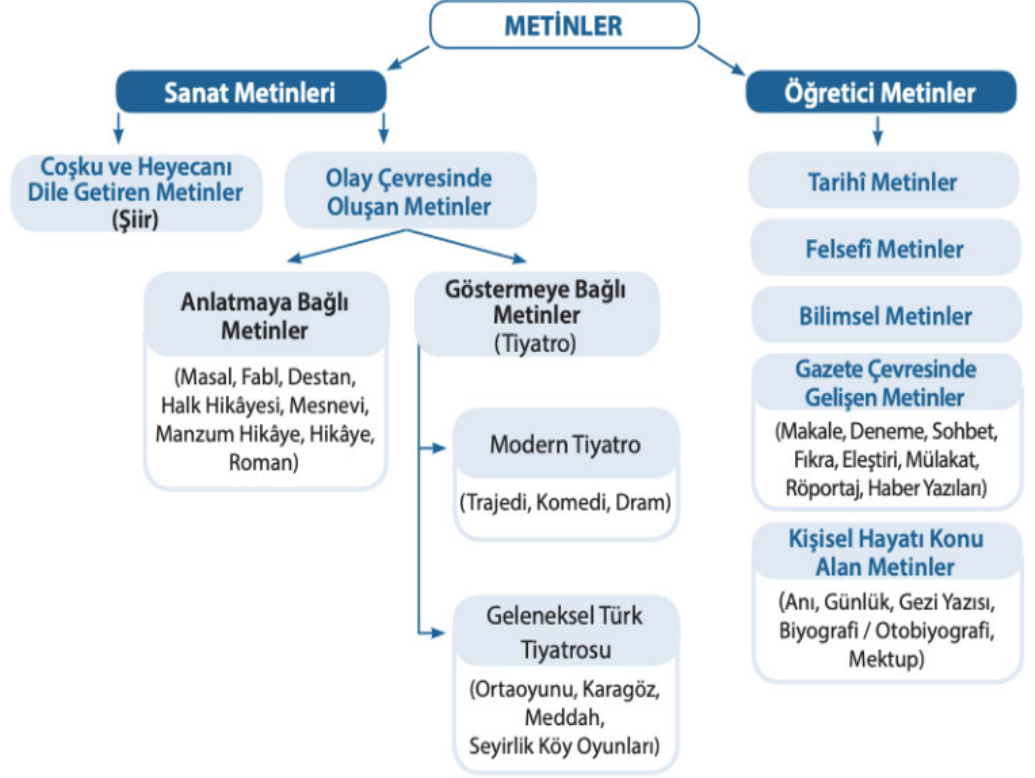 METİNLER
Sanat Metinleri
Öğretici Metinler
Coşku ve Heyecanı
Dile Getiren Metinler
(Şiir)
Olay Çevresinde
Oluşan Metinler
Anlatmaya Bağlı
Metinler
(Masal, Fabl, Destan,
Halk Hikâyesi, Mesnevi,
Manzum Hikâye, Hikâye,
Roman)
Göstermeye Bağlı
Metinler
(Tiyatro)
Modern Tiyatro
(Trajedi, Komedi, Dram)
Geleneksel Türk
Tiyatrosu
(Ortaoyunu, Karagöz,
Meddah,
Seyirlik Köy Oyunları)
Tarihî Metinler
Felsefî Metinler
Bilimsel Metinler
Gazete Çevresinde
Gelişen Metinler
(Makale, Deneme, Sohbet,
Fıkra, Eleştiri, Mülakat,
Röportaj, Haber Yazıları)
Kişisel Hayatı Konu
Alan Metinler
(Anı, Günlük, Gezi Yazısı,
Biyografi / Otobiyografi,
Mektup)